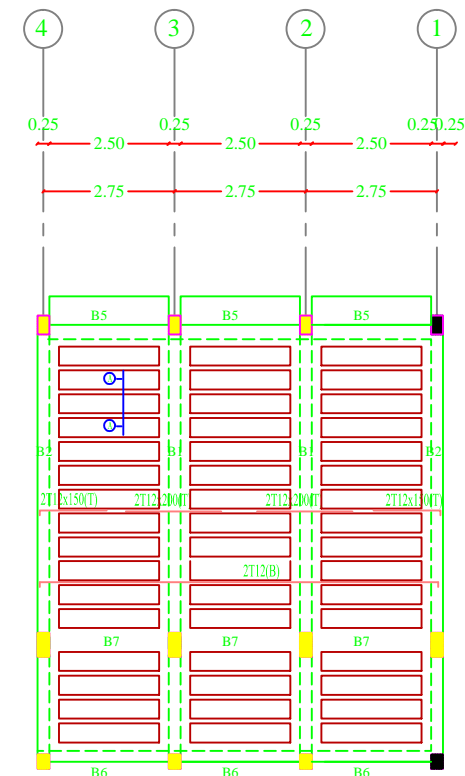 4 3 2 1
0.25 0.25 0.25 0.25 0.25
2.50 2.50 2.50
2.75 2.75 2.75
B5 B5 B5
B2 B1 B1 B2
2T12x150(T) 2T12x200(T 2T12x200(T 2T12x150(T)
2T12(B)
B7 B7 B7
B6 B6 B6